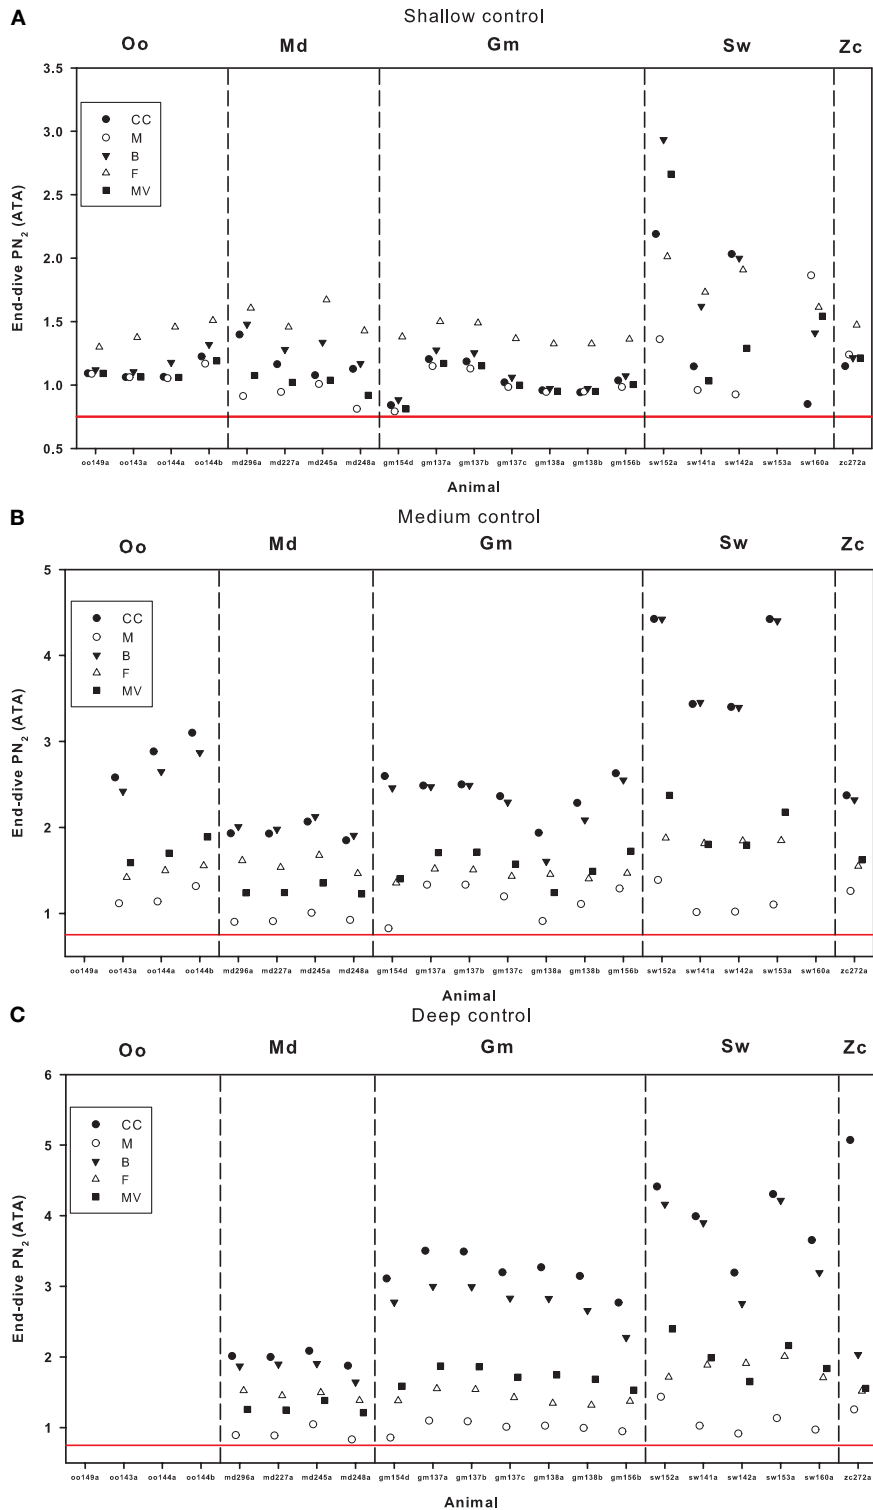 A
Shallow control
Oo Md Gm Sw Zc
3.5
3.0
2.5
2.0
1.5
1.0
0.5
End-dive PN2 (ATA)
CC
M
B
F
MV
oo149a oo143a oo144a oo144b md296a md227a md245a md248a gm154d gm137a gm137b gm137c gm138a gm138b gm156b sw152a sw141a sw142a sw153a sw160a zc272a
Animal
B
Medium control
Oo Md Gm Sw Zc
5
4
3
2
1
End-dive PN2 (ATA)
CC
M
B
F
MV
oo149a oo143a oo144a oo144b md296a md227a md245a md248a gm154d gm137a gm137b gm137c gm138a gm138b gm156b sw152a sw141a sw142a sw153a sw160a zc272a
Animal
C
Deep control
Oo Md Gm Sw Zc
6
5
4
3
2
1
End-dive PN2 (ATA)
CC
M
B
F
MV
oo149a oo143a oo144a oo144b md296a md227a md245a md248a gm154d gm137a gm137b gm137c gm138a gm138b gm156b sw152a sw141a sw142a sw153a sw160a zc272a
Animal